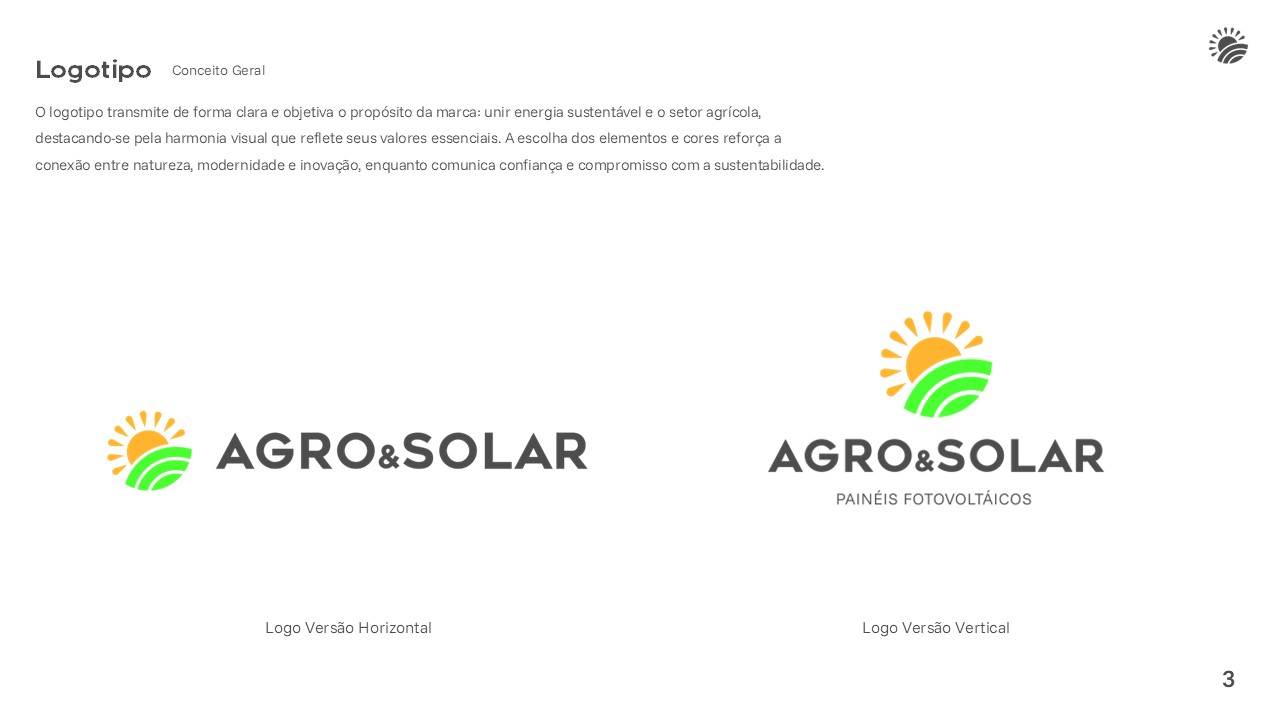 Logotipo Conceito Geral
O logotipo transmite de forma clara e objetiva o propósito da marca: unir energia sustentável e o setor agrícola,
destacando-se pela harmonia visual que reflete seus valores essenciais. A escolha dos elementos e cores reforça a
conexão entre natureza, modernidade e inovação, enquanto comunica confiança e compromisso com a sustentabilidade.
AGRO&SOLAR
AGRO&SOLAR
PAINÉIS FOTOVOLTÁICOS
Logo Versão Horizontal
Logo Versão Vertical
3